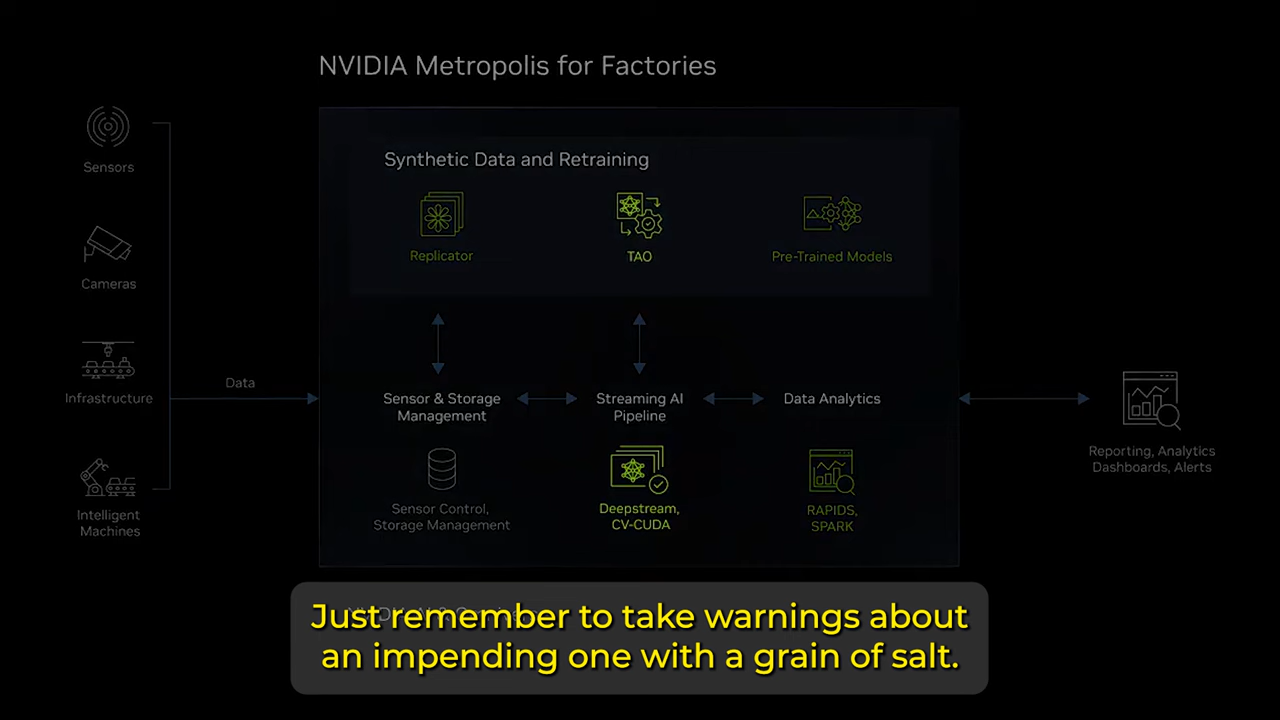 NVIDIA Metropolis for Factories
Sensors
Cameras
Infrastructure
Intelligent
Machines
Data
Synthetic Data and Retraining
Replicator
TAO
Pre-Trained Models
Sensor & Storage
Management
Streaming AI
Pipeline
Data Analytics
Sensor Control,
Storage Management
Deepstream,
CV-CUDA
RAPIDS,
SPARK
Reporting, Analytics
Dashboards, Alerts
Just remember to take warnings about
an impending one with a grain of salt.